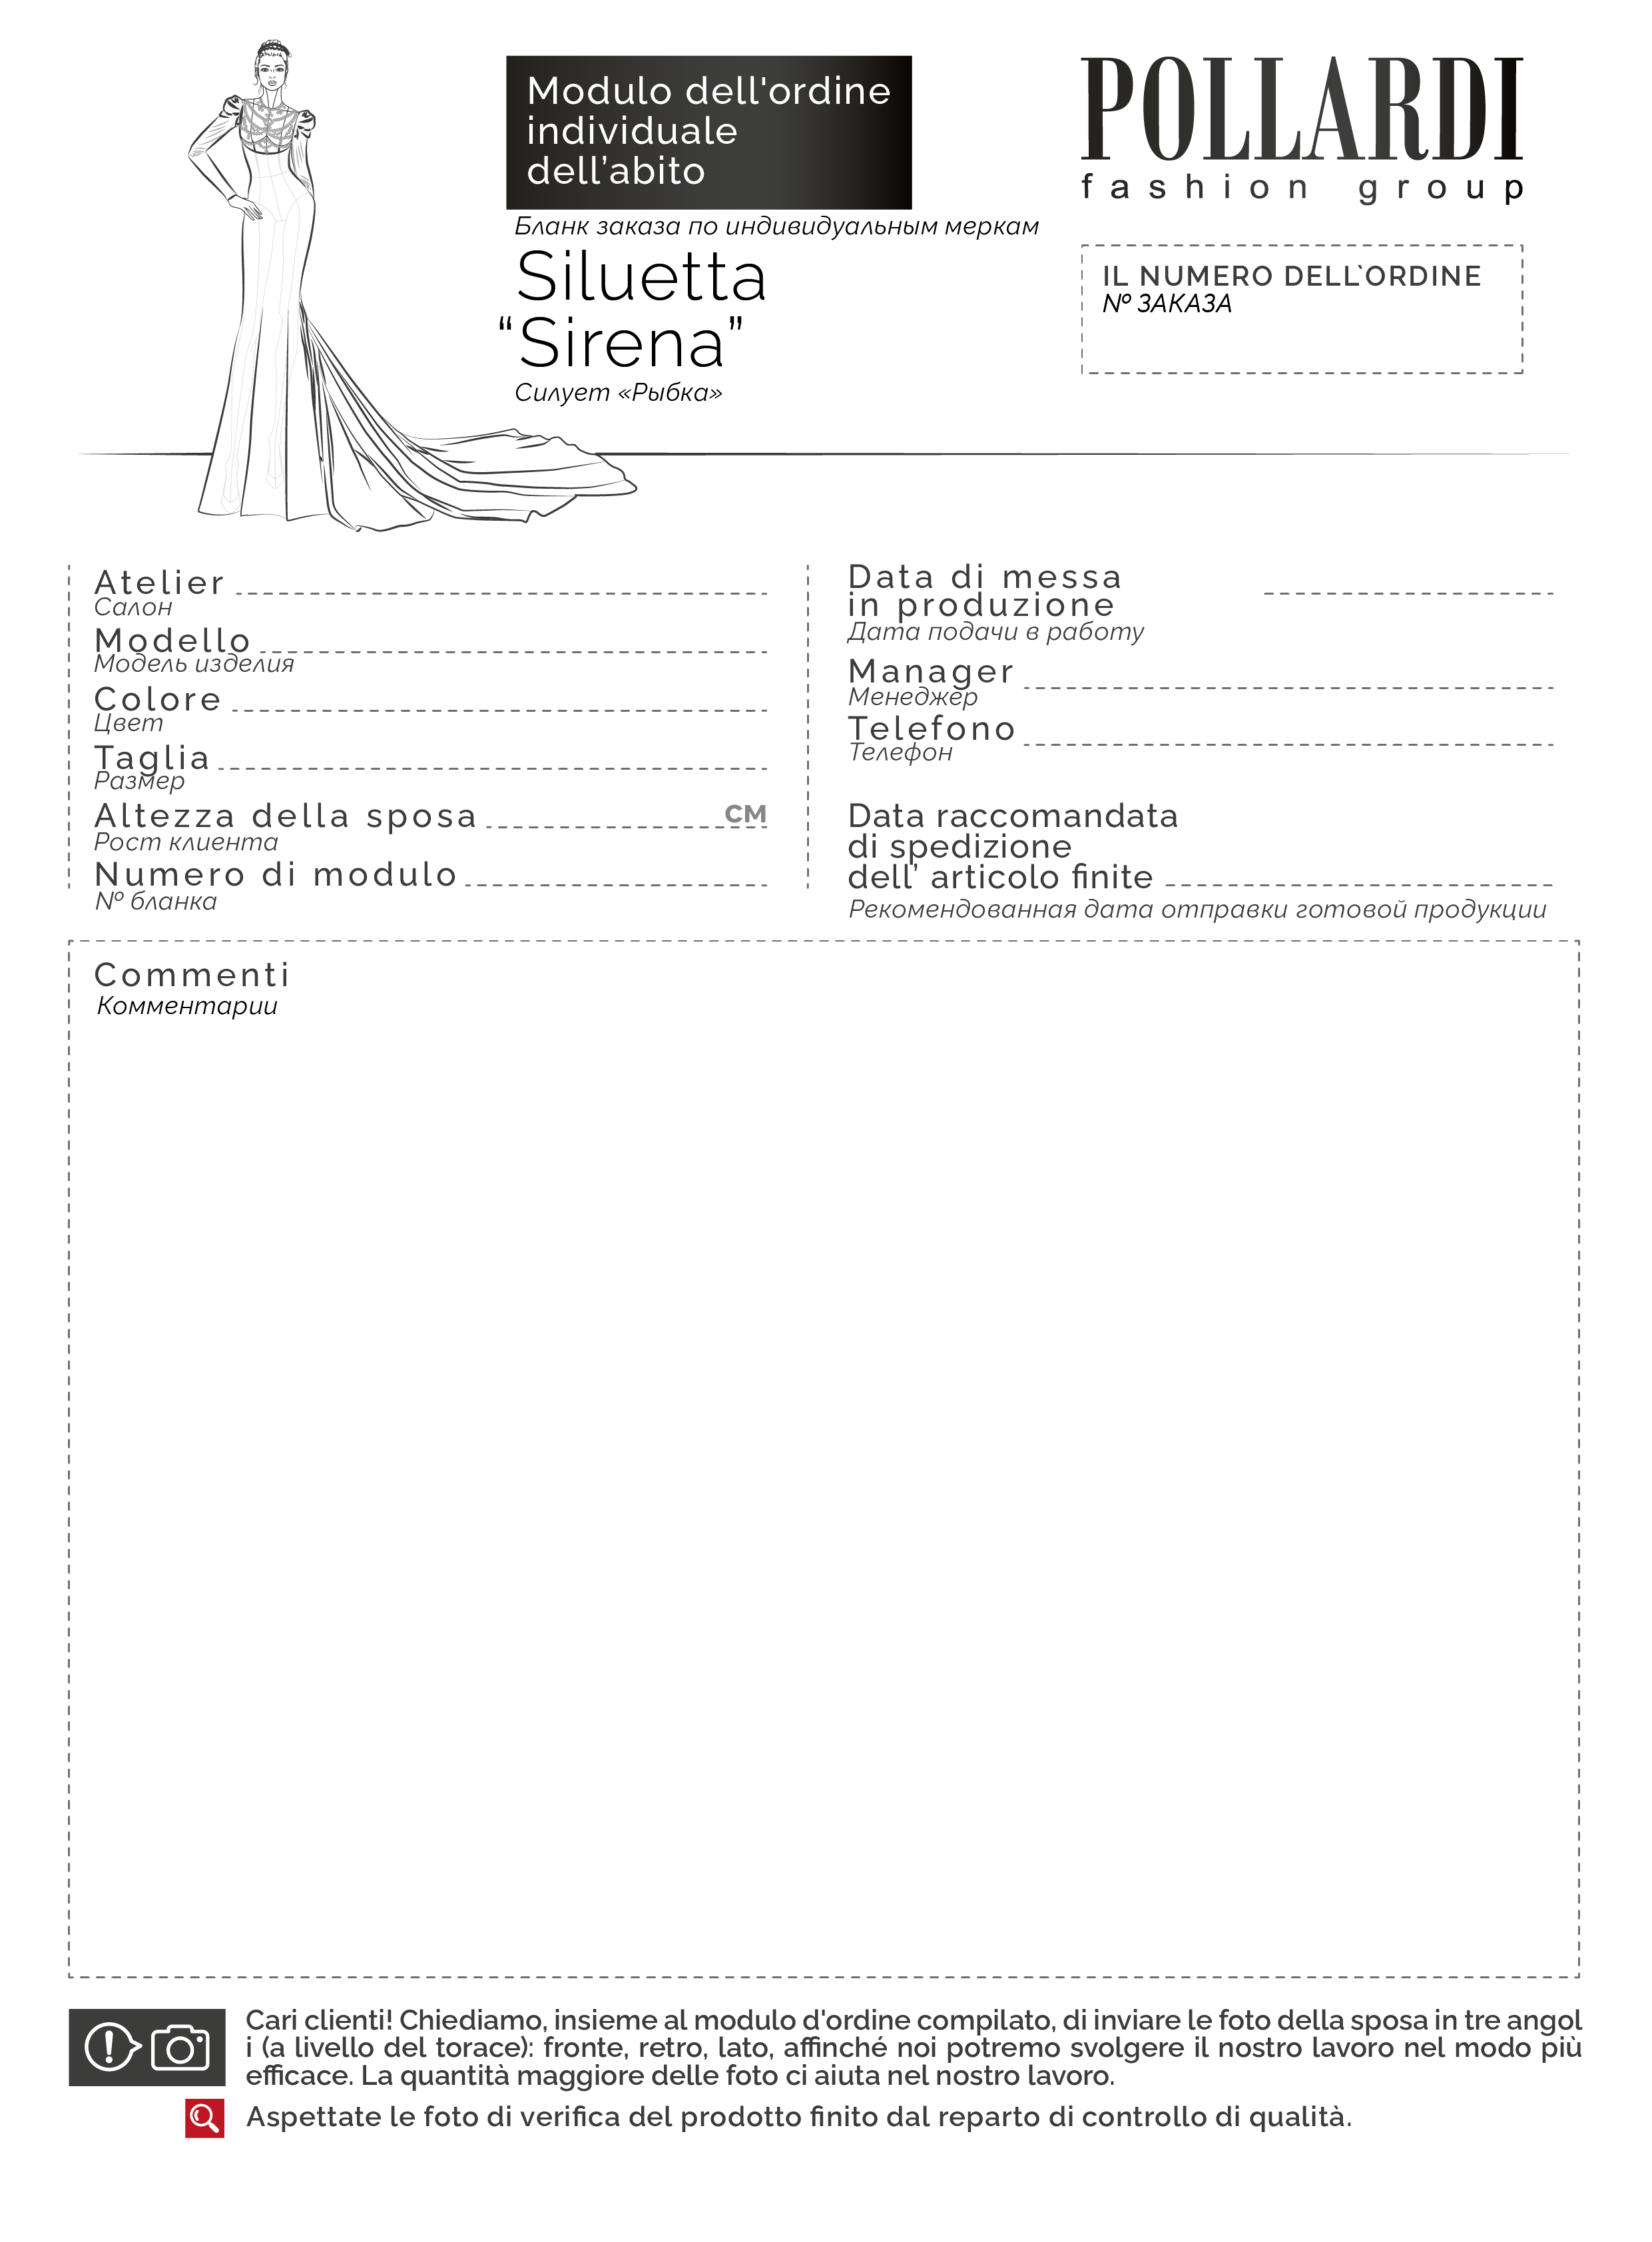 Modulo dell'ordine
individuale
dell’abito
Бланк заказа по индивидуальным меркам
Siluetta
“Sirena”
Силует «Рыбка»
POLLARDI
fashion group
IL NUMERO DELL`ORDINE
№ ЗАКАЗА
Atelier
Салон
Modello
Модель изделия
Colore
Цвет
Taglia
Размер
Altezza della sposa см
Рост клиента
Numero di modulo
№ бланка
Data di messa
in produzione
Дата подачи в работу
Manager
Менеджер
Telefono
Телефон
Data raccomandata
di spedizione
dell’ articolo finite
Рекомендованная дата отправки готовой продукции
Commenti
Комментарии
Cari clienti! Chiediamo, insieme al modulo d'ordine compilato, di inviare le foto della sposa in tre angol
i (a livello del torace): fronte, retro, lato, affinché noi potremo svolgere il nostro lavoro nel modo più
efficace. La quantità maggiore delle foto ci aiuta nel nostro lavoro.
Aspettate le foto di verifica del prodotto finito dal reparto di controllo di qualità.